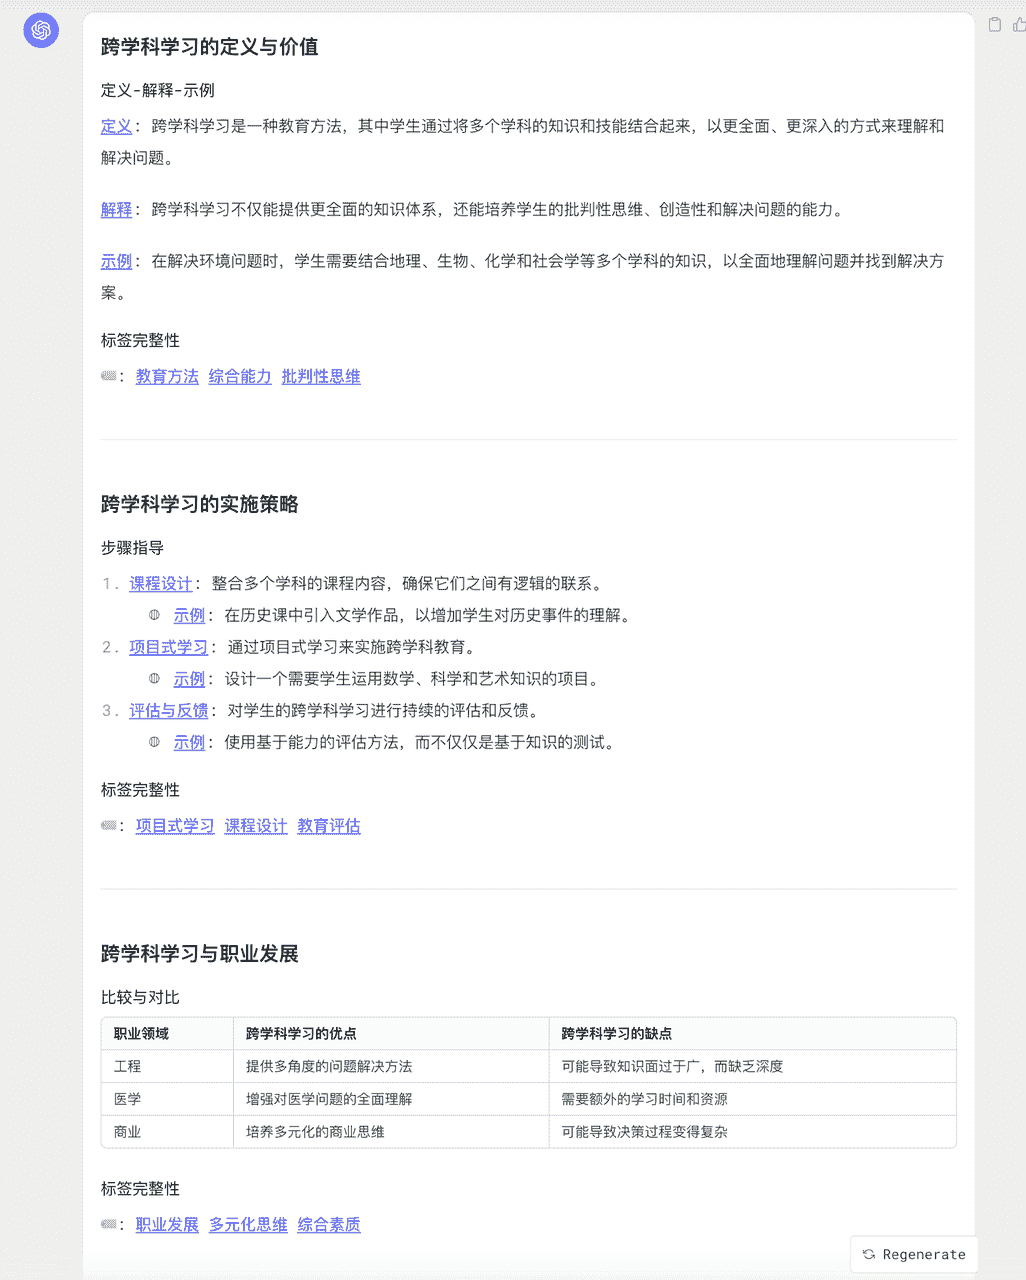 跨学科学习的定义与价值
定义-解释-示例
定义：跨学科学习是一种教育方法，其中学生通过将多个学科的知识和技能结合起来，以更全面、更深入的方式来理解和
解决问题。
解释：跨学科学习不仅能提供更全面的知识体系，还能培养学生的批判性思维、创造性和解决问题的能力。
示例：在解决环境问题时，学生需要结合地理、生物、化学和社会学等多个学科的知识，以全面地理解问题并找到解决方
案。
标签完整性
：教育方法 综合能力 批判性思维
跨学科学习的实施策略
步骤指导
1. 课程设计：整合多个学科的课程内容，确保它们之间有逻辑的联系。
示例：在历史课中引入文学作品，以增加学生对历史事件的理解。
2. 项目式学习：通过项目式学习来实施跨学科教育。
示例：设计一个需要学生运用数学、科学和艺术知识的项目。
3. 评估与反馈：对学生的跨学科学习进行持续的评估和反馈。
示例：使用基于能力的评估方法，而不仅仅是基于知识的测试。
标签完整性
：项目式学习 课程设计 教育评估
跨学科学习与职业发展
比较与对比
职业领域 跨学科学习的优点 跨学科学习的缺点
工程 提供多角度的问题解决方法 可能导致知识面过于广，而缺乏深度
医学 增强对医学问题的全面理解 需要额外的学习时间和资源
商业 培养多元化的商业思维 可能导致决策过程变得复杂
标签完整性
：职业发展 多元化思维 综合素质
Regenerate